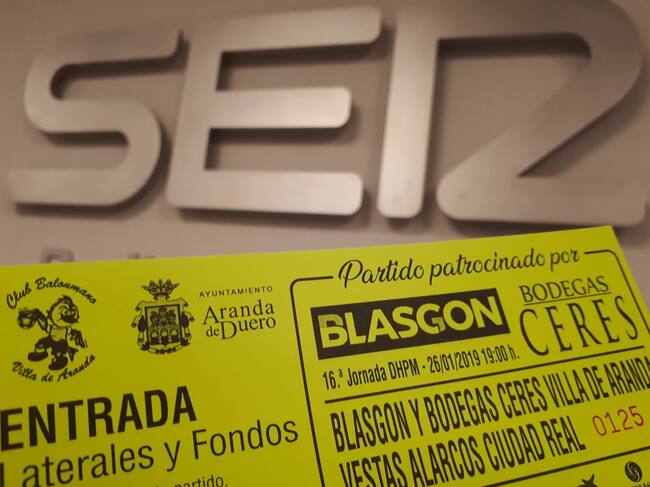 SER
Club Balonmano
Villa de Aranda
AYUNTAMIENTO
Aranda
de Duero
Partido patrocinado por
BLASGON
BODEGAS
CERES
16.ª Jornada DHPM - 26/01/2019 19:00 h.
BLASGON Y BODEGAS CERES VILLA DE ARANDA
VESTAS ALARCOS CIUDAD REAL
0125
ENTRADA
Laterales y Fondos
partido.